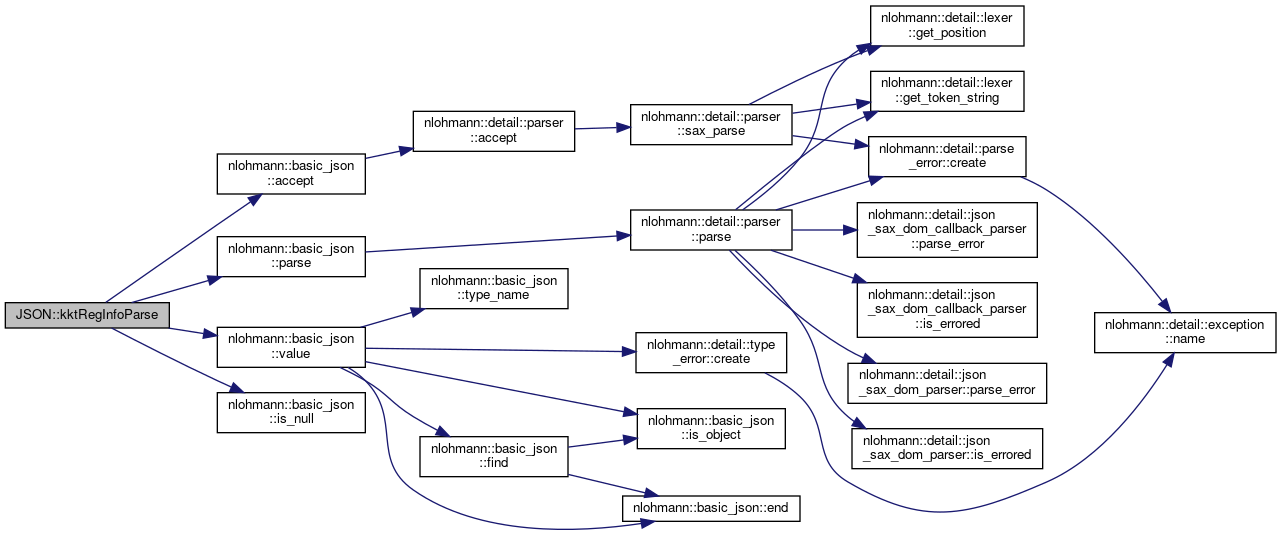 JSON::kktRegInfoParse
nlohmann::basic_json
::accept
nlohmann::basic_json
::parse
nlohmann::basic_json
::value
nlohmann::basic_json
::is_null
nlohmann::detail::parser
::accept
nlohmann::basic_json
::type_name
nlohmann::basic_json
::find
nlohmann::detail::parser
::sax_parse
nlohmann::detail::parser
::parse
nlohmann::detail::type
_error::create
nlohmann::basic_json
::is_object
nlohmann::basic_json::end
nlohmann::detail::lexer
::get_position
nlohmann::detail::lexer
::get_token_string
nlohmann::detail::parse
_error::create
nlohmann::detail::json
_sax_dom_callback_parser
::parse_error
nlohmann::detail::json
_sax_dom_callback_parser
::is_errored
nlohmann::detail::json
_sax_dom_parser::parse_error
nlohmann::detail::json
_sax_dom_parser::is_errored
nlohmann::detail::exception
::name